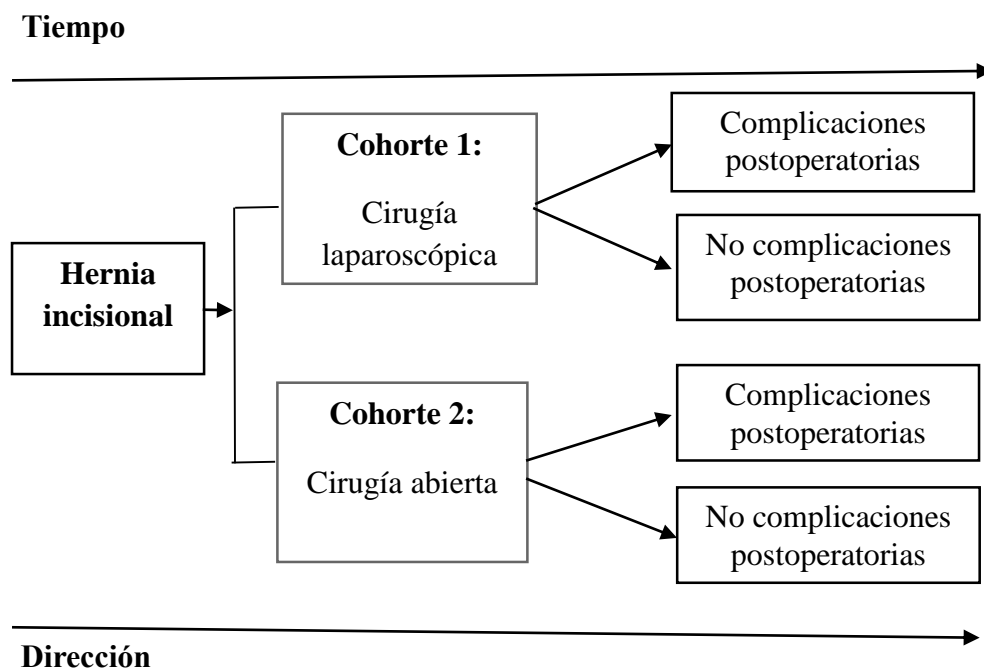 Tiempo
Hernia
incisional
Cohorte 1:
Cirugía
laparoscópica
Complicaciones
postoperatorias
No complicaciones
postoperatorias
Cohorte 2:
Cirugía abierta
Complicaciones
postoperatorias
No complicaciones
postoperatorias
Dirección